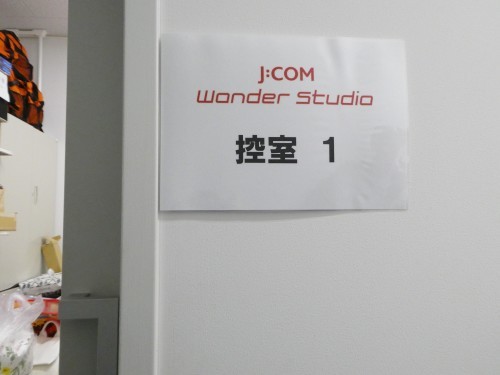 J:COM
Wonder Studio
控室 1